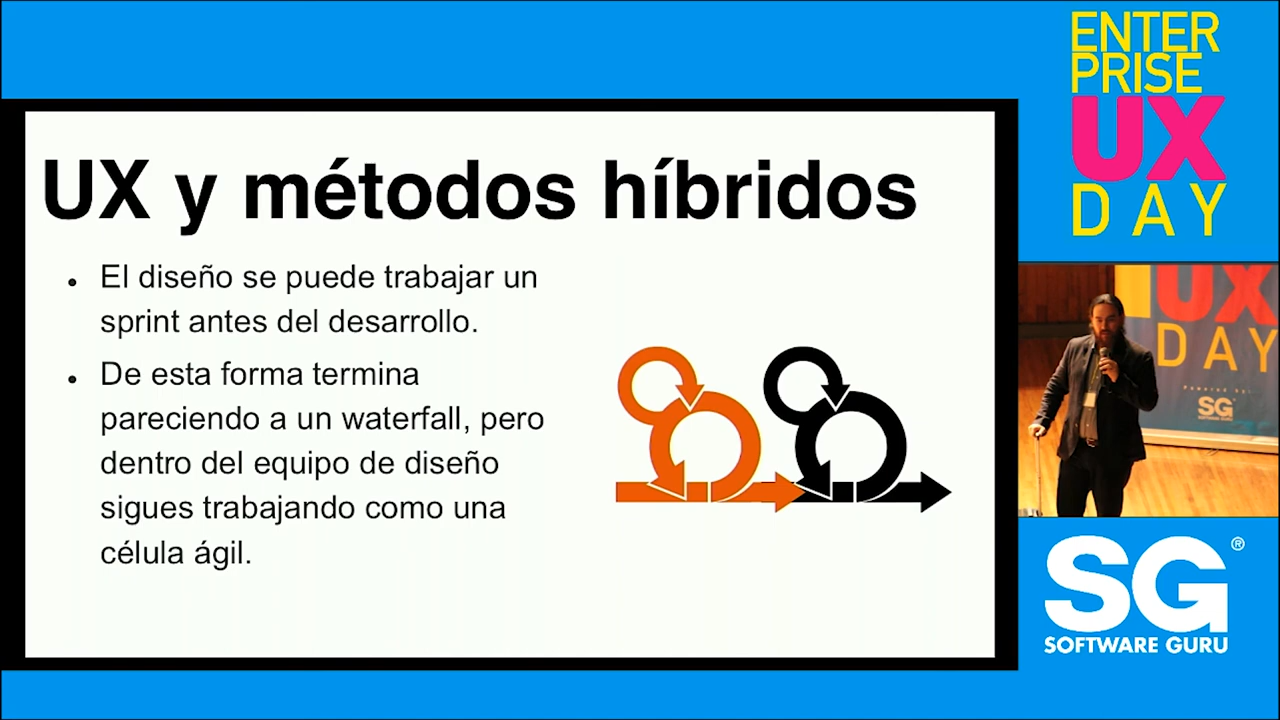 ENTER
PRISE
UX
DAY
UX y métodos híbridos
• El diseño se puede trabajar un
sprint antes del desarrollo.
• De esta forma termina
pareciendo a un waterfall, pero
dentro del equipo de diseño
sigues trabajando como una
célula ágil.
UX
DAY
SG
SOFTWARE GURU
SG®
SOFTWARE GURU